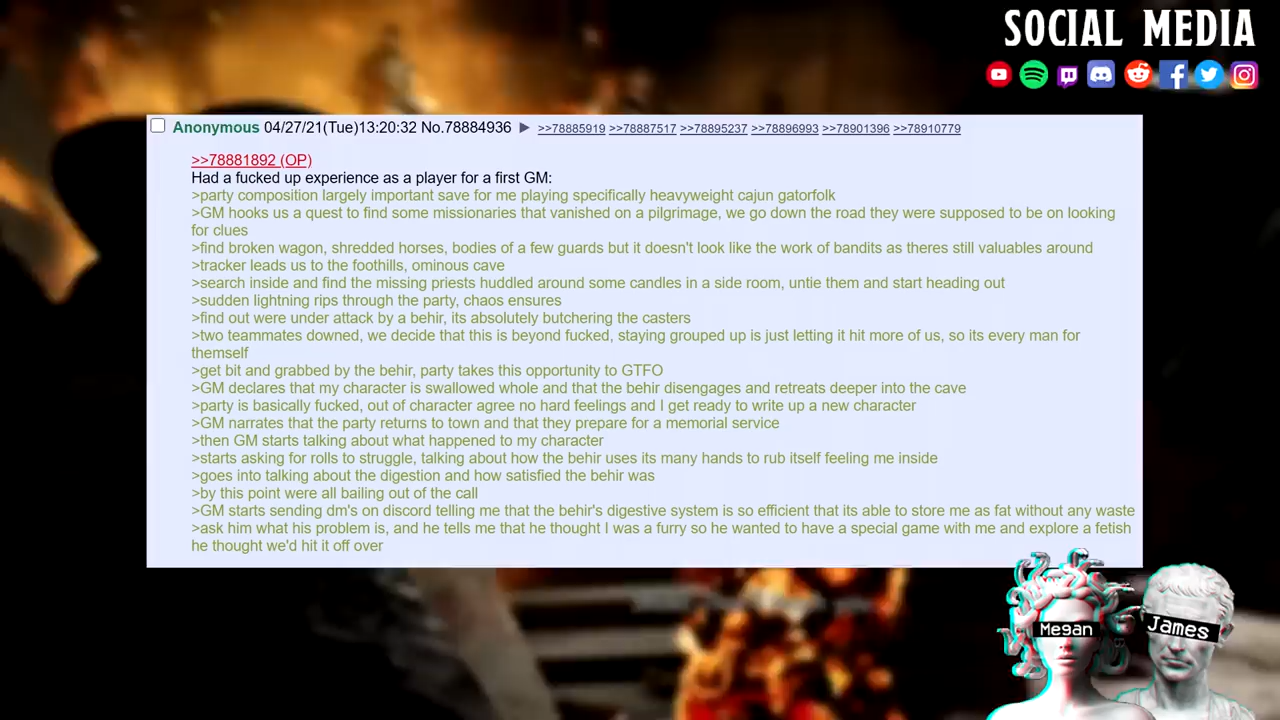 SOCIAL MEDIA
Anonymous 04/27/21(Tue)13:20:32 No.78884936 ▶ >>78885919 >>78887517 >>78895237 >>78896993 >>78901396 >>78910779
>>78881892 (OP)
Had a fucked up experience as a player for a first GM:
>party composition largely important save for me playing specifically heavyweight cajun gatorfolk
>GM hooks us a quest to find some missionaries that vanished on a pilgrimage, we go down the road they were supposed to be on looking
for clues
>find broken wagon, shredded horses, bodies of a few guards but it doesn't look like the work of bandits as theres still valuables around
>tracker leads us to the foothills, ominous cave
>search inside and find the missing priests huddled around some candles in a side room, untie them and start heading out
>sudden lightning rips through the party, chaos ensures
>find out were under attack by a behir, its absolutely butchering the casters
>two teammates downed, we decide that this is beyond fucked, staying grouped up is just letting it hit more of us, so its every man for
themself
>get bit and grabbed by the behir, party takes this opportunity to GTFO
>GM declares that my character is swallowed whole and that the behir disengages and retreats deeper into the cave
>party is basically fucked, out of character agree no hard feelings and I get ready to write up a new character
>GM narrates that the party returns to town and that they prepare for a memorial service
>then GM starts talking about what happened to my character
>starts asking for rolls to struggle, talking about how the behir uses its many hands to rub itself feeling me inside
>goes into talking about the digestion and how satisfied the behir was
>by this point were all bailing out of the call
>GM starts sending dm's on discord telling me that the behir's digestive system is so efficient that its able to store me as fat without any waste
>ask him what his problem is, and he tells me that he thought I was a furry so he wanted to have a special game with me and explore a fetish
he thought we'd hit it off over
Megan
James